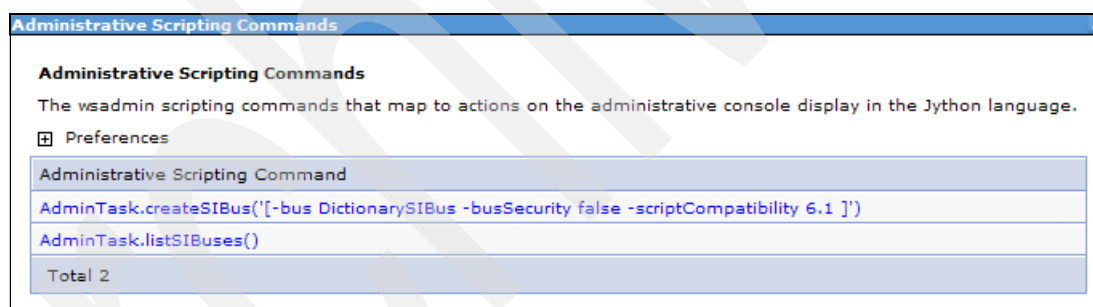 Administrative Scripting Commands
Administrative Scripting Commands
The wsadmin scripting commands that map to actions on the administrative console display in the Jython language.
Preferences
Administrative Scripting Command
AdminTask.createSIBus('[-bus DictionarySIBus -busSecurity false -scriptCompatibility 6.1 ]')
AdminTask.listSIBuses()
Total 2